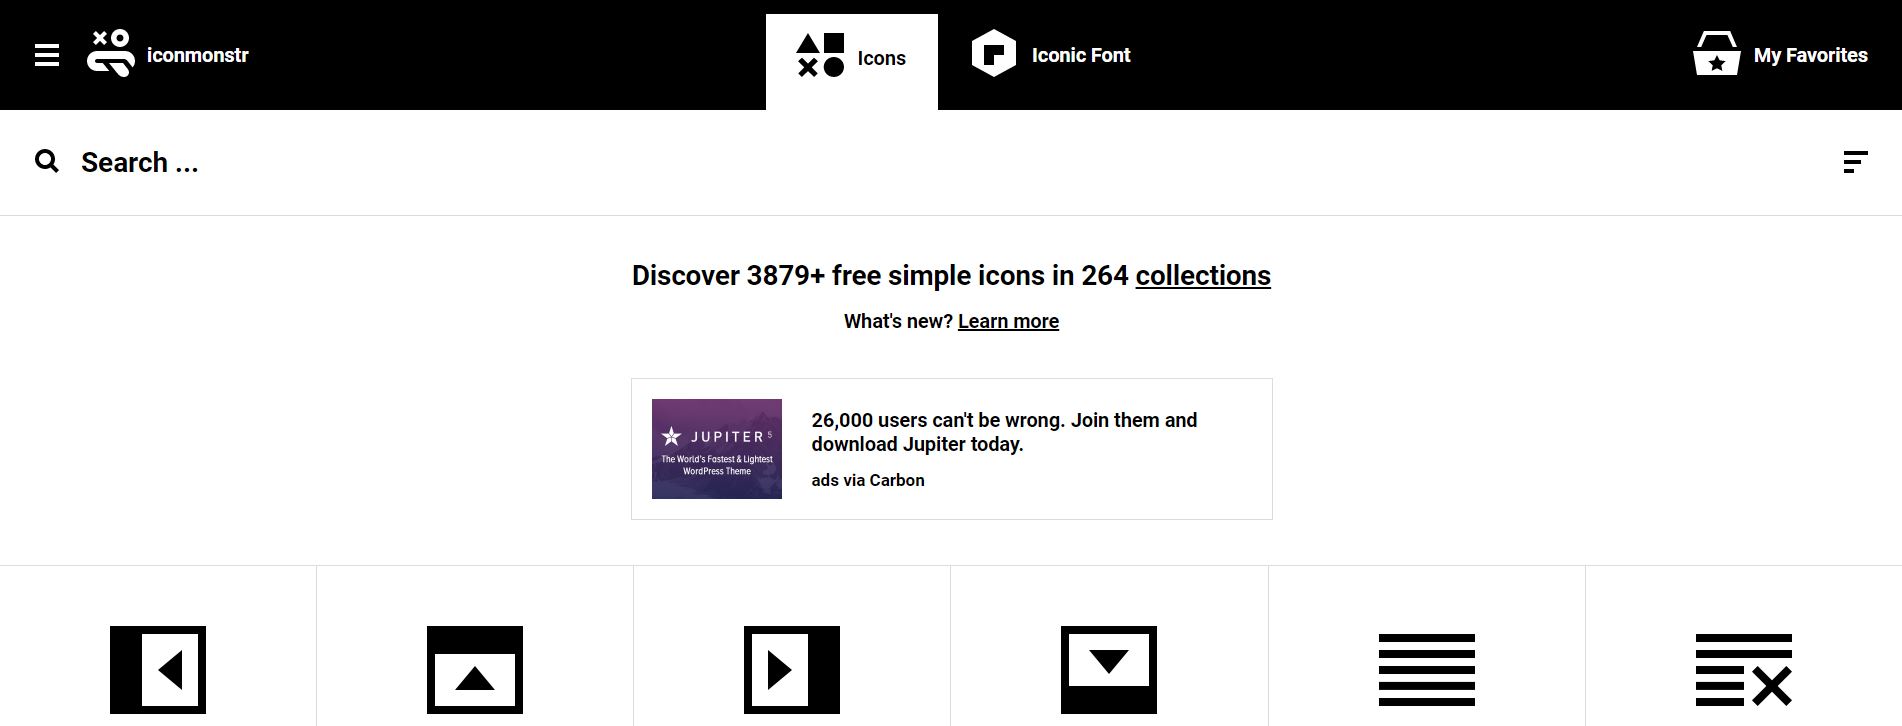 iconmonstr
Icons
Iconic Font
My Favorites
Search ...
Discover 3879+ free simple icons in 264 collections
What's new? Learn more
JUPITER 5
The World's Fastest & Lightest
WordPress Theme
26,000 users can't be wrong. Join them and
download Jupiter today.
ads via Carbon